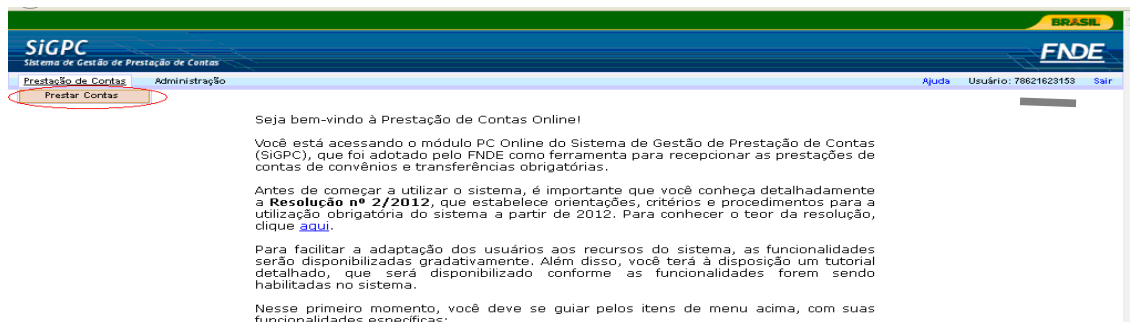 BRASIL
SiGPC
Sistema de Gestão de Prestação de Contas
FNDE
Prestação de Contas Administração Ajuda Usuário: 78621623153 Sair
Prestar Contas
Seja bem-vindo à Prestação de Contas Online!
Você está acessando o módulo PC Online do Sistema de Gestão de Prestação de Contas
(SiGPC), que foi adotado pelo FNDE como ferramenta para recepcionar as prestações de
contas de convênios e transferências obrigatórias.
Antes de começar a utilizar o sistema, é importante que você conheça detalhadamente
a Resolução nº 2/2012, que estabelece orientações, critérios e procedimentos para a
utilização obrigatória do sistema a partir de 2012. Para conhecer o teor da resolução,
clique aqui.
Para facilitar a adaptação dos usuários aos recursos do sistema, as funcionalidades
serão disponibilizadas gradativamente. Além disso, você terá à disposição um tutorial
detalhado, que será disponibilizado conforme as funcionalidades forem sendo
habilitadas no sistema.
Nesse primeiro momento, você deve se guiar pelos itens de menu acima, com suas
funcionalidades específicas: